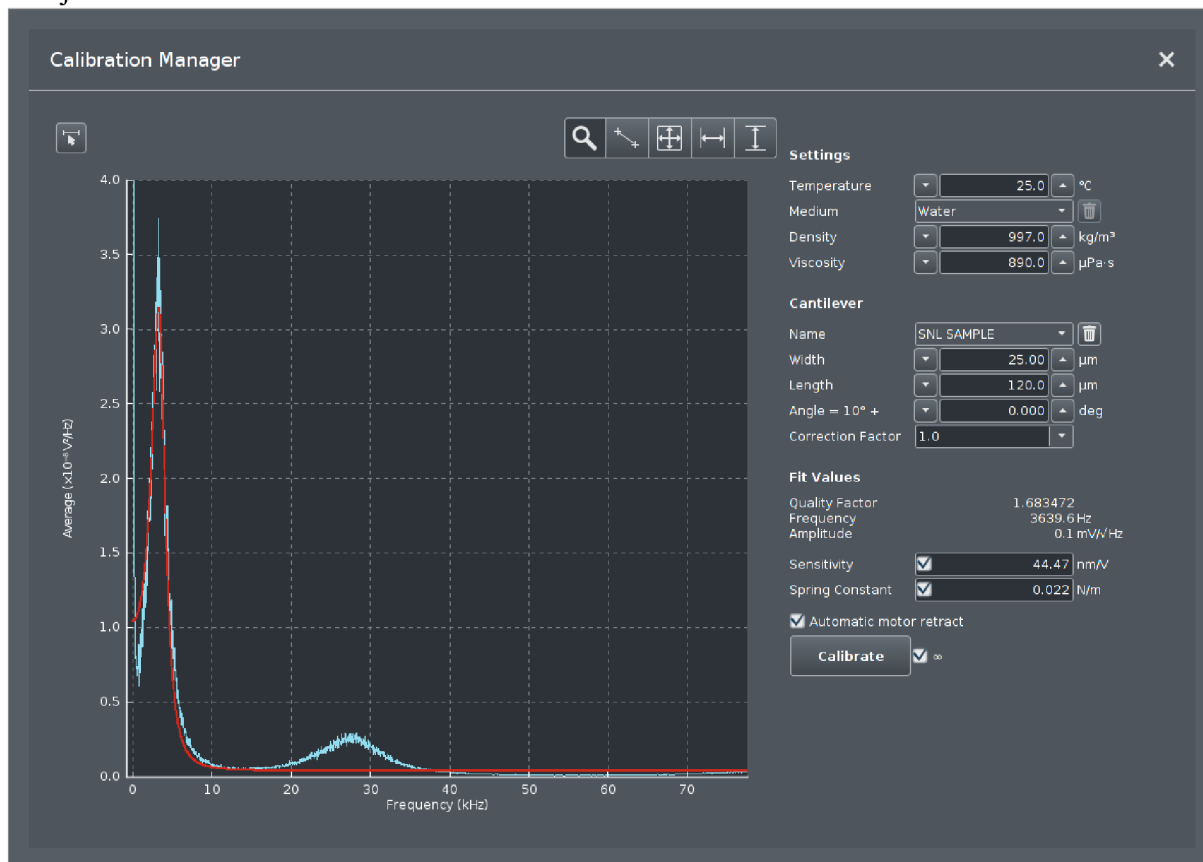 Calibration Manager
Settings
Temperature 25.0 °C
Medium Water
Density 997.0 kg/m³
Viscosity 890.0 µPa·s
Cantilever
Name SNL SAMPLE
Width 25.00 µm
Length 120.0 µm
Angle = 10° + 0.000 deg
Correction Factor 1.0
Fit Values
Quality Factor 1.683472
Frequency 3639.6 Hz
Amplitude 0.1 mV/√Hz
Sensitivity 44.47 nm/V
Spring Constant 0.022 N/m
Automatic motor retract
Calibrate ∞
4.0
3.5
3.0
2.5
2.0
1.5
1.0
0.5
0.0
Average (×10⁻⁸ V²/Hz)
0 10 20 30 40 50 60 70
Frequency (kHz)